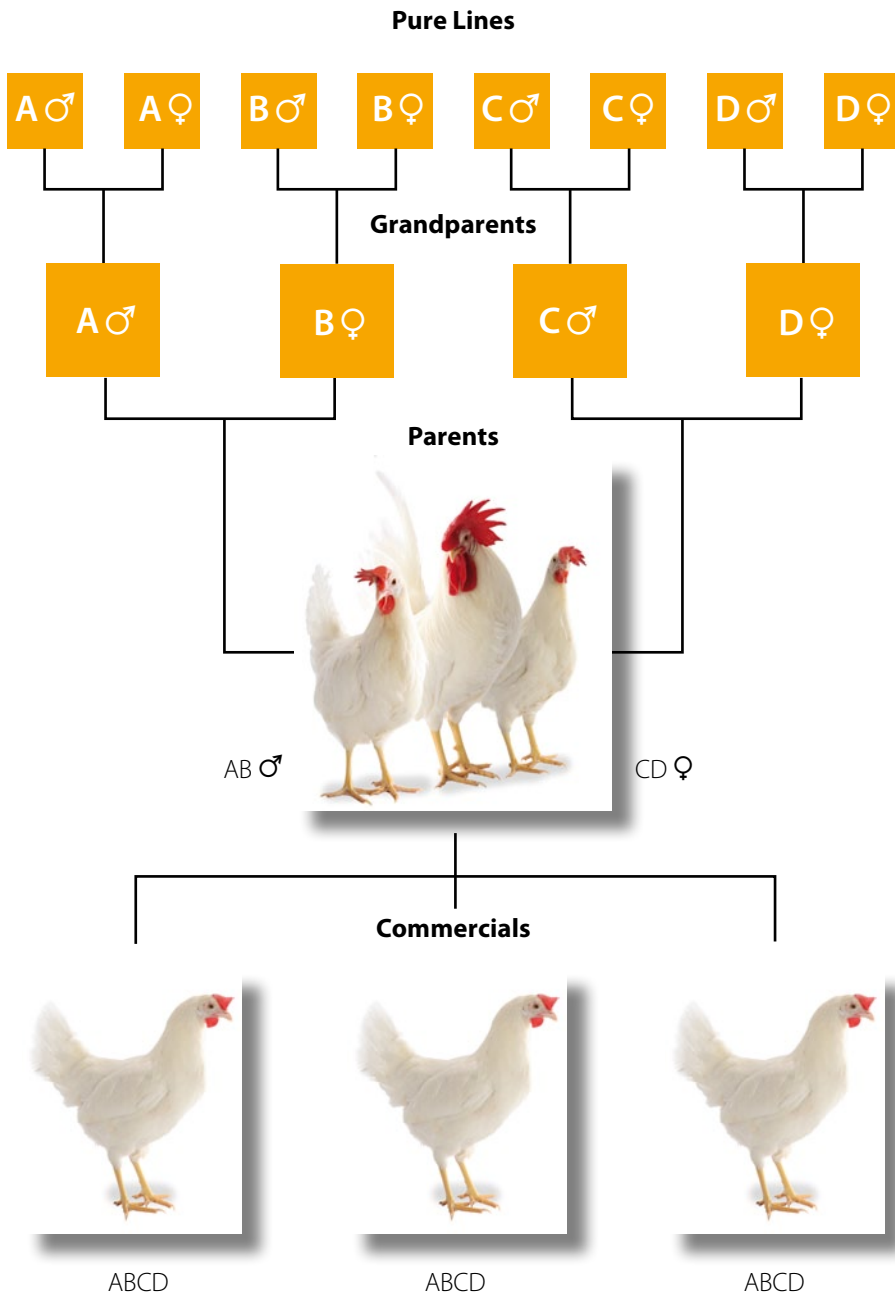 Pure Lines
A♂ A♀ B♂ B♀ C♂ C♀ D♂ D♀
Grandparents
A♂ B♀ C♂ D♀
Parents
AB ♂ CD ♀
Commercials
ABCD ABCD ABCD